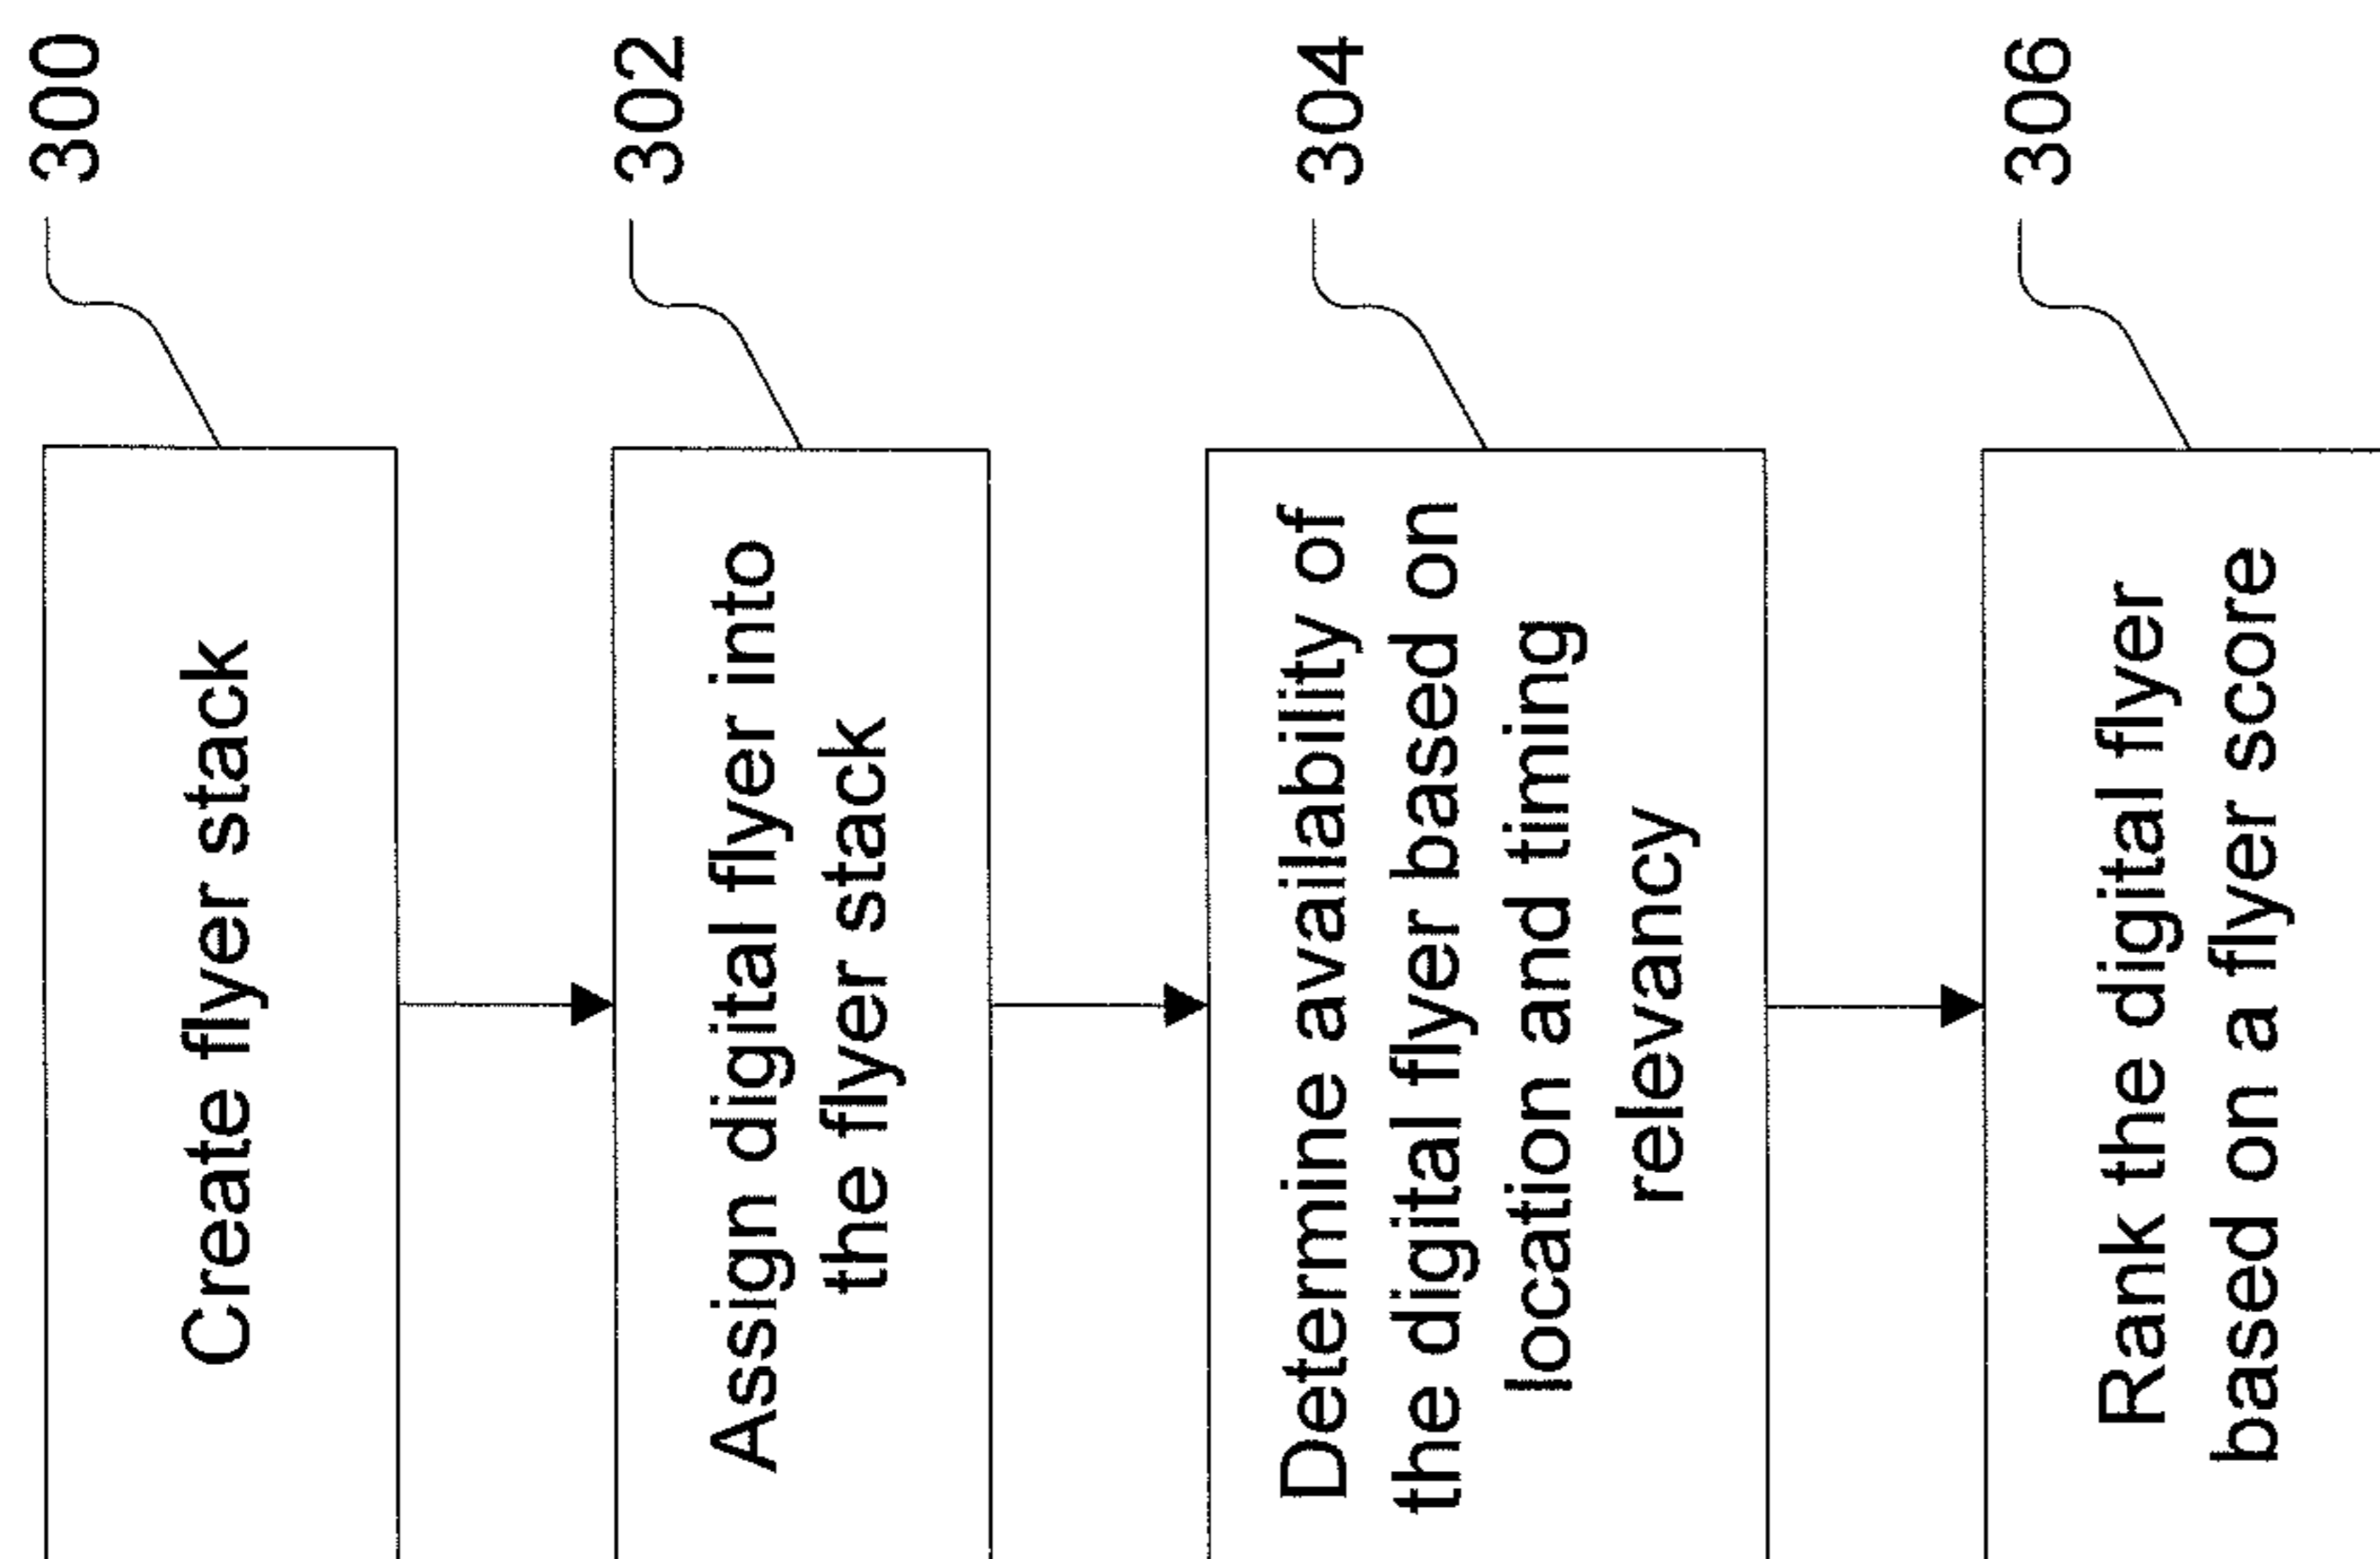 Create flyer stack
300
Assign digital flyer into
the flyer stack
302
Determine availability of
the digital flyer based on
location and timing
relevancy
304
Rank the digital flyer
based on a flyer score
306